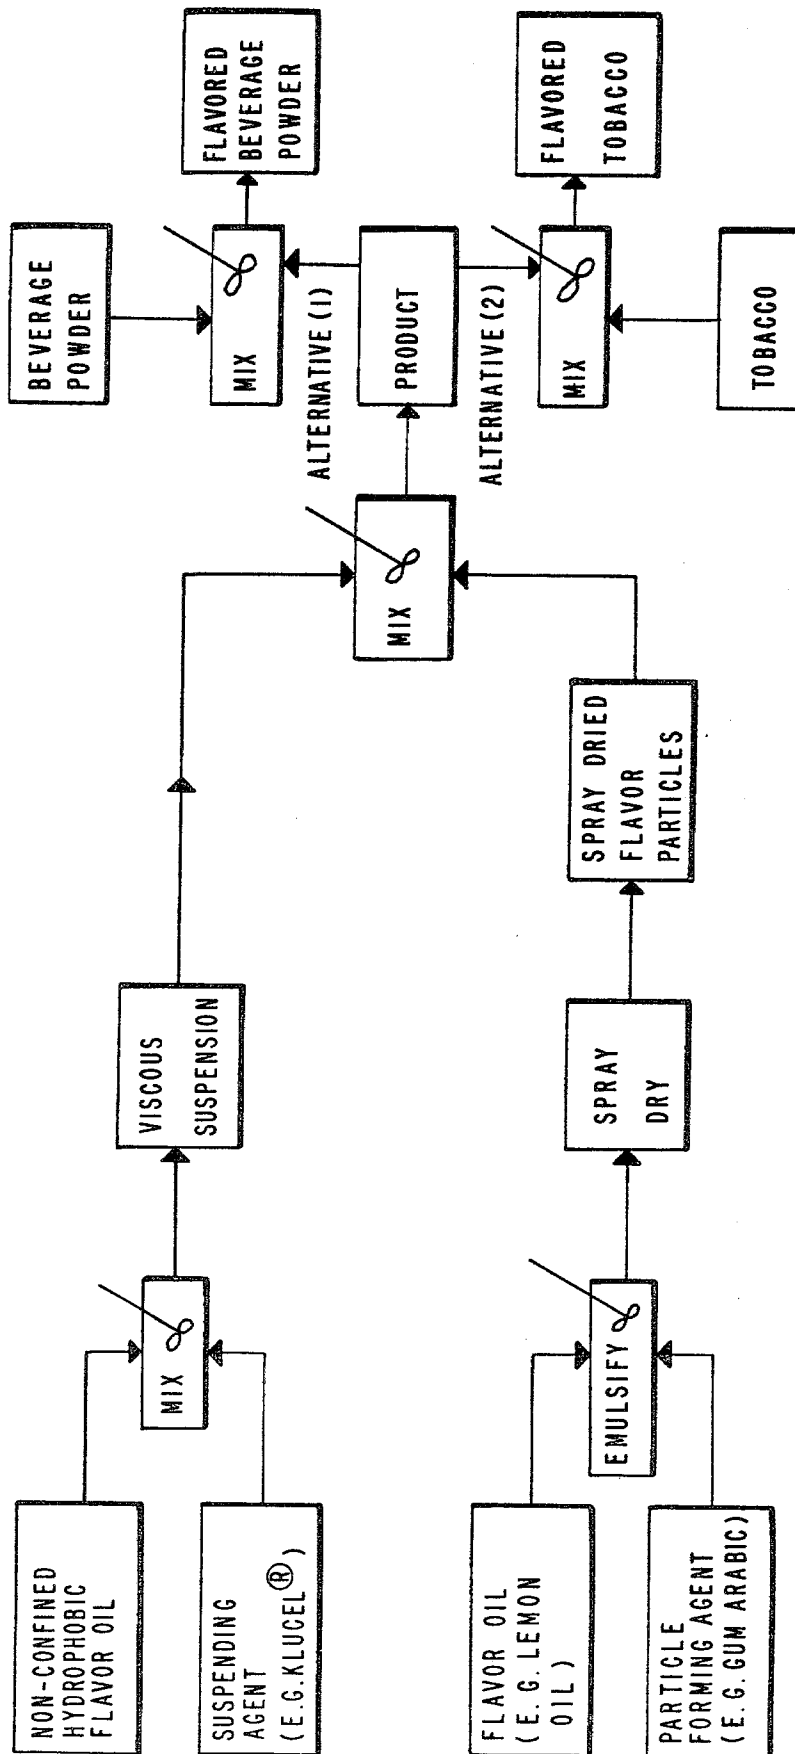 NON-CONFINED
HYDROPHOBIC
FLAVOR OIL
SUSPENDING
AGENT
(E.G.KLUCEL®)
MIX
VISCOUS
SUSPENSION
FLAVOR OIL
(E.G. LEMON
OIL)
PARTICLE
FORMING AGENT
(E.G. GUM ARABIC)
EMULSIFY
SPRAY
DRY
SPRAY DRIED
FLAVOR
PARTICLES
MIX
PRODUCT
ALTERNATIVE (1)
ALTERNATIVE (2)
BEVERAGE
POWDER
MIX
FLAVORED
BEVERAGE
POWDER
TOBACCO
MIX
FLAVORED
TOBACCO